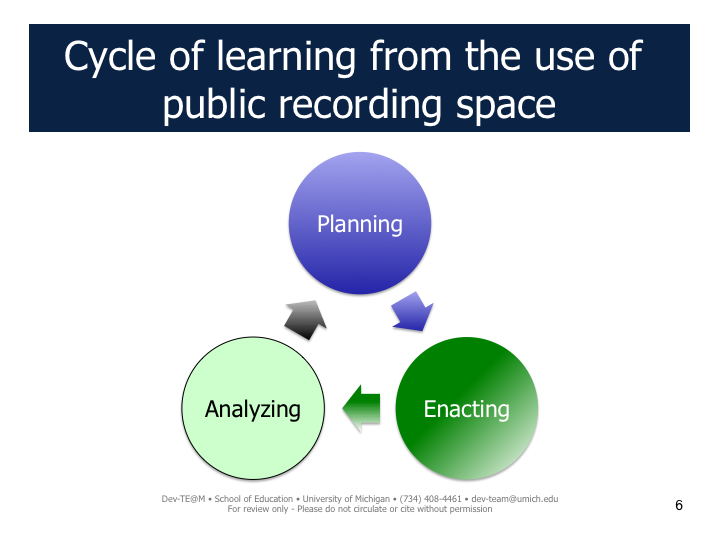 Cycle of learning from the use of
public recording space
Planning
Analyzing
Enacting
Dev-TE@M • School of Education • University of Michigan • (734) 408-4461 • dev-team@umich.edu
For review only - Please do not circulate or cite without permission
6